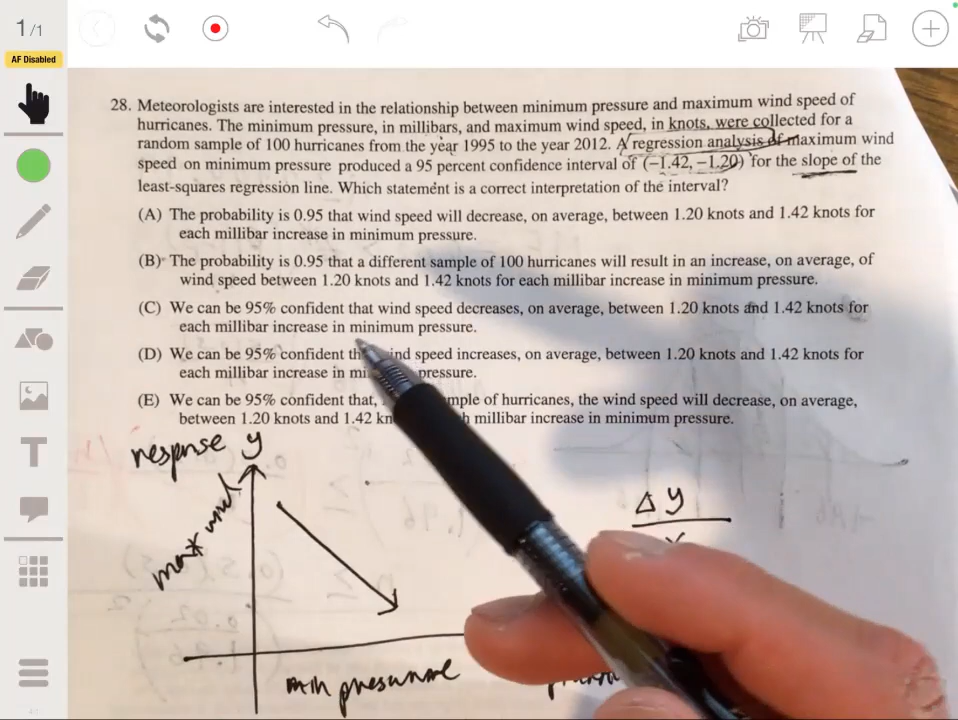 1/1
AF Disabled
28. Meteorologists are interested in the relationship between minimum pressure and maximum wind speed of
hurricanes. The minimum pressure, in millibars, and maximum wind speed, in knots, were collected for a
random sample of 100 hurricanes from the year 1995 to the year 2012. A regression analysis of maximum wind
speed on minimum pressure produced a 95 percent confidence interval of (−1.42, −1.20) for the slope of the
least-squares regression line. Which statement is a correct interpretation of the interval?
(A) The probability is 0.95 that wind speed will decrease, on average, between 1.20 knots and 1.42 knots for
each millibar increase in minimum pressure.
(B) The probability is 0.95 that a different sample of 100 hurricanes will result in an increase, on average, of
wind speed between 1.20 knots and 1.42 knots for each millibar increase in minimum pressure.
(C) We can be 95% confident that wind speed decreases, on average, between 1.20 knots and 1.42 knots for
each millibar increase in minimum pressure.
(D) We can be 95% confident wind speed increases, on average, between 1.20 knots and 1.42 knots for
each millibar increase in pressure.
(E) We can be 95% confident that, sample of hurricanes, the wind speed will decrease, on average,
between 1.20 knots and 1.42 millibar increase in minimum pressure.
response y
max wind
Δy
min pressure
T